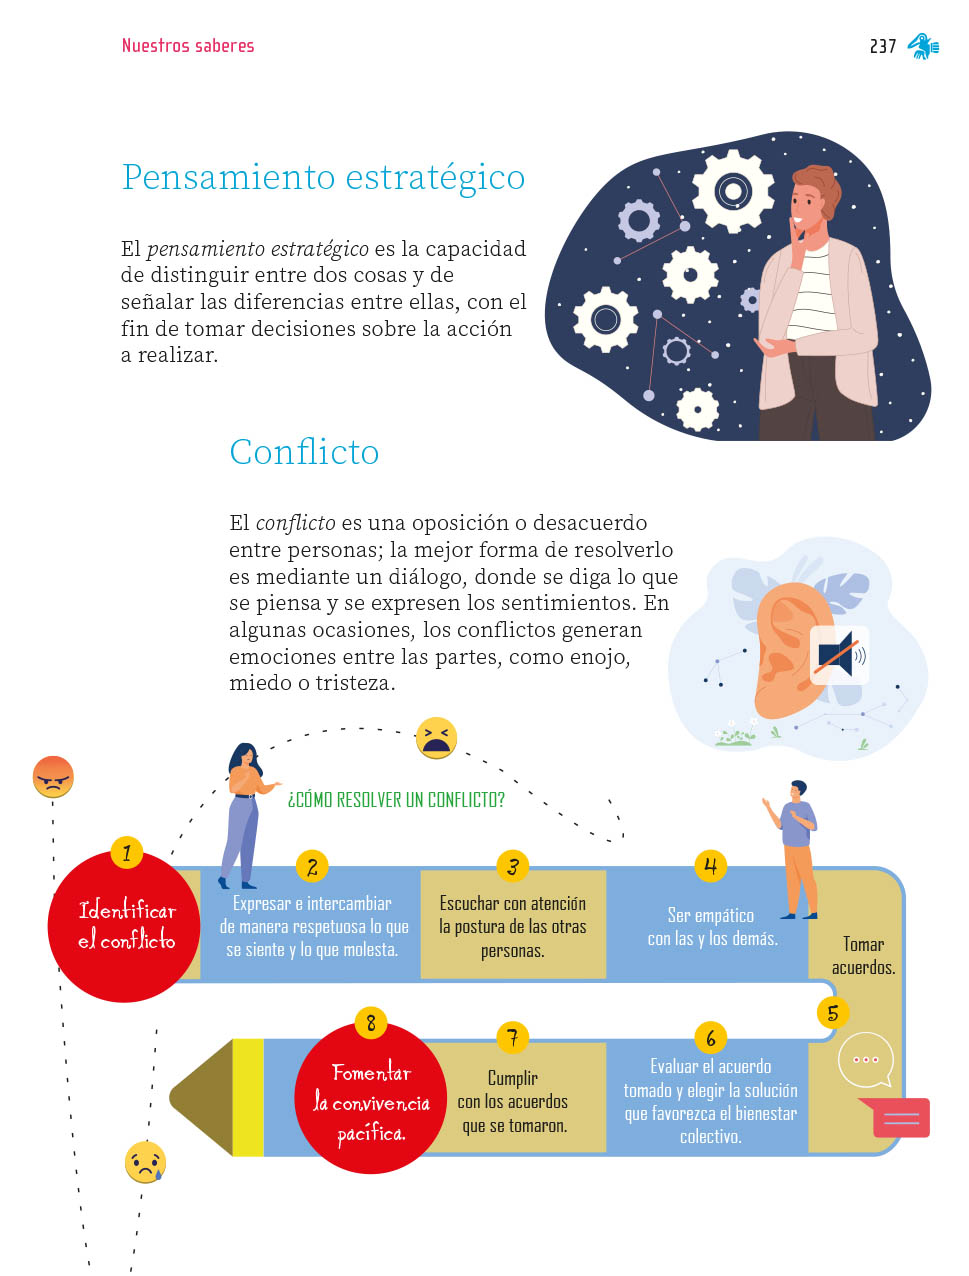 Nuestros saberes
237
Pensamiento estratégico
El pensamiento estratégico es la capacidad
de distinguir entre dos cosas y de
señalar las diferencias entre ellas, con el
fin de tomar decisiones sobre la acción
a realizar.
Conflicto
El conflicto es una oposición o desacuerdo
entre personas; la mejor forma de resolverlo
es mediante un diálogo, donde se diga lo que
se piensa y se expresen los sentimientos. En
algunas ocasiones, los conflictos generan
emociones entre las partes, como enojo,
miedo o tristeza.
¿CÓMO RESOLVER UN CONFLICTO?
1
Identificar
el conflicto
2
Expresar e intercambiar
de manera respetuosa lo que
se siente y lo que molesta.
3
Escuchar con atención
la postura de las otras
personas.
4
Ser empático
con las y los demás.
Tomar
acuerdos.
5
6
Evaluar el acuerdo
tomado y elegir la solución
que favorezca el bienestar
colectivo.
7
Cumplir
con los acuerdos
que se tomaron.
8
Fomentar
la convivencia
pacífica.